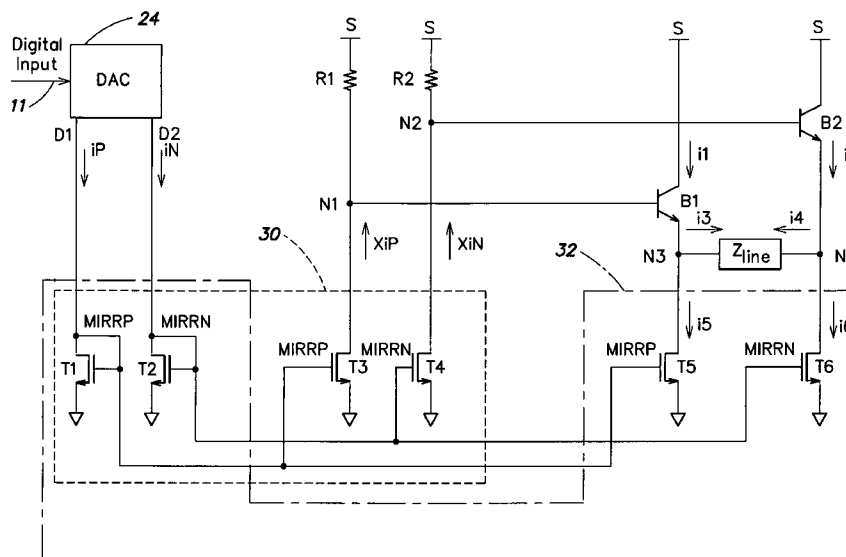 24
Digital
Input
11
DAC
D1
D2
iP
iN
S
S
S
S
R1
R2
N2
B2
i1
i
N1
B1
i3
i4
30
XiP
XiN
32
N3
Zline
N
MIRRP
MIRRN
i5
i6
T1
T2
MIRRP
T3
MIRRN
T4
MIRRP
T5
MIRRN
T6